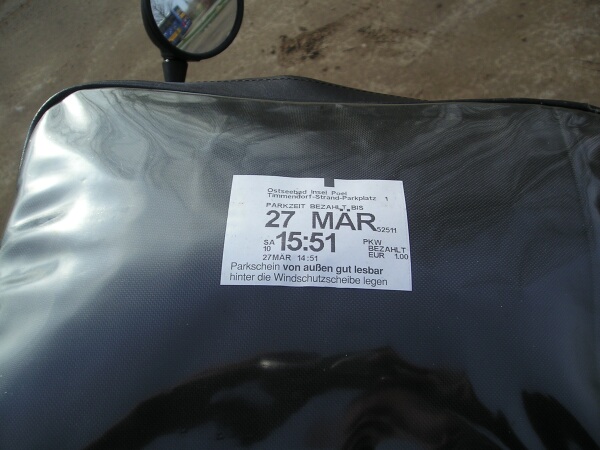 Ostseebad Insel Poel
Timmendorf-Strand-Parkplatz 1
PARKZEIT BEZAHLT BIS
27 MÄR 52511
SA 10 15:51 PKW BEZAHLT
27MÄR 14:51 EUR 1.00
Parkschein von außen gut lesbar
hinter die Windschutzscheibe legen